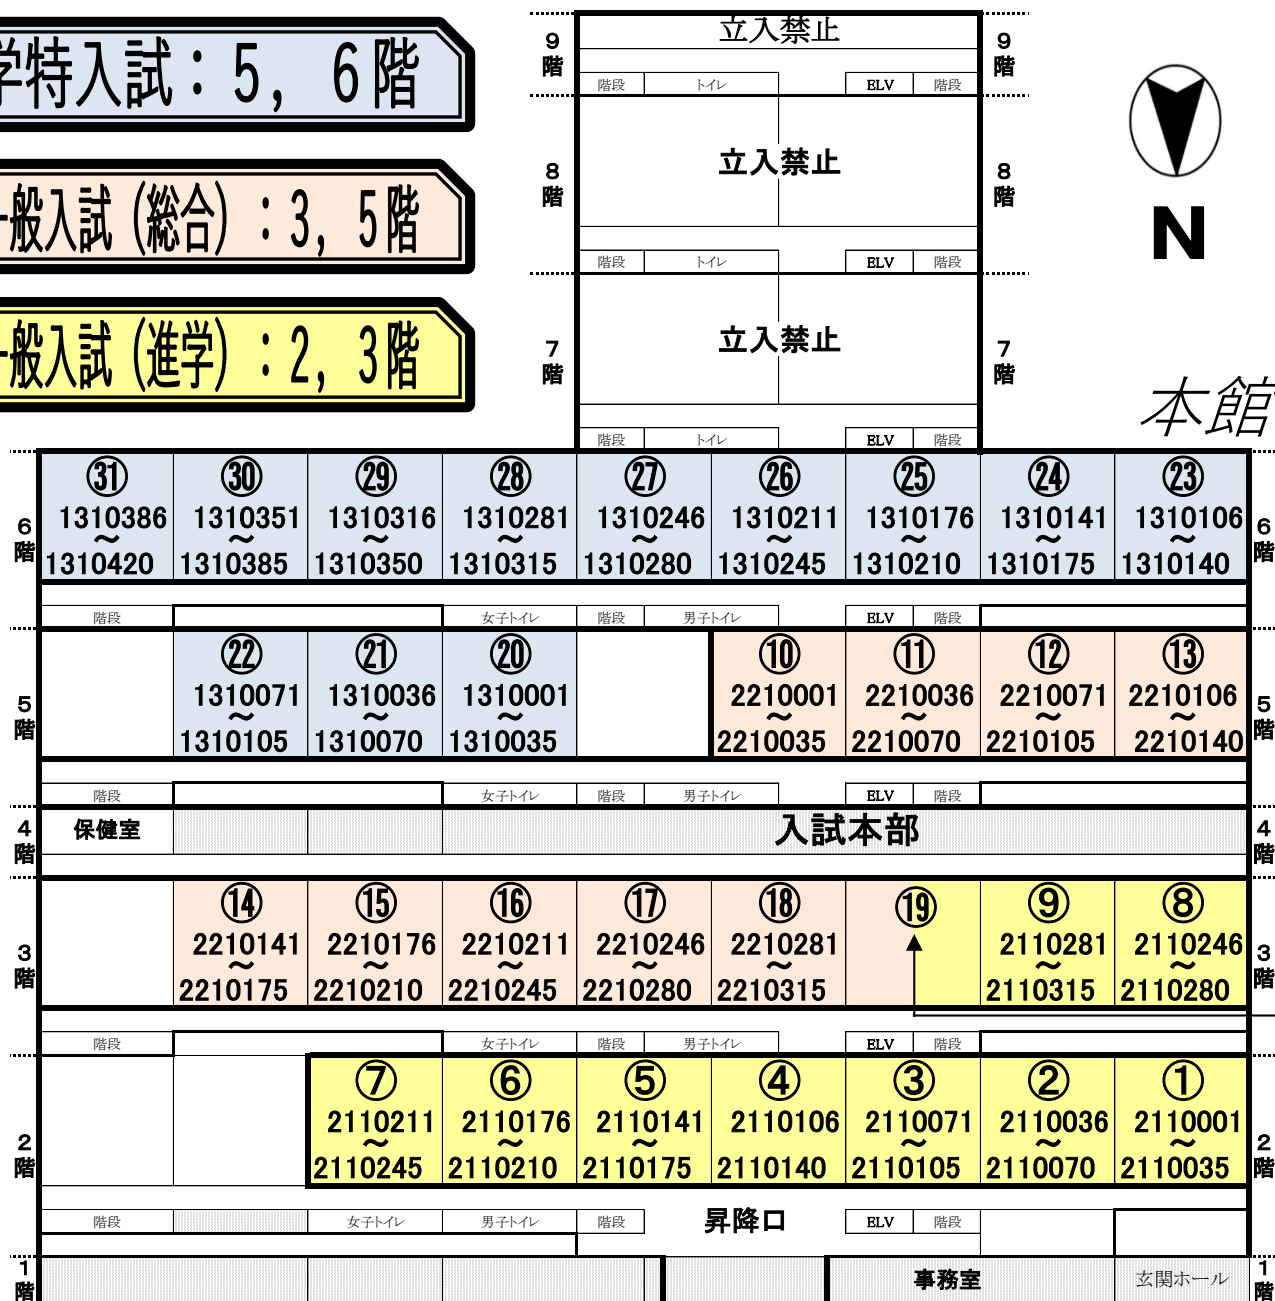 学特入試：５，６階
一般入試（総合）：３，５階
一般入試（進学）：２，３階
N
本館
9階
立入禁止
9階
階段 トイレ ELV 階段
8階
立入禁止
8階
階段 トイレ ELV 階段
7階
立入禁止
7階
階段 トイレ ELV 階段
6階
㉛ ㉚ ㉙ ㉘ ㉗ ㉖ ㉕ ㉔ ㉓
1310386 1310351 1310316 1310281 1310246 1310211 1310176 1310141 1310106
～ ～ ～ ～ ～ ～ ～ ～ ～
1310420 1310385 1310350 1310315 1310280 1310245 1310210 1310175 1310140
6階
階段 女子トイレ 階段 男子トイレ ELV 階段
5階
㉒ ㉑ ⑳ ⑩ ⑪ ⑫ ⑬
1310071 1310036 1310001 2210001 2210036 2210071 2210106
～ ～ ～ ～ ～ ～ ～
1310105 1310070 1310035 2210035 2210070 2210105 2210140
5階
階段 女子トイレ 階段 男子トイレ ELV 階段
4階
保健室 入試本部
4階
3階
⑭ ⑮ ⑯ ⑰ ⑱ ⑲ ⑨ ⑧
2210141 2210176 2210211 2210246 2210281 2110281 2110246
～ ～ ～ ～ ～ ～ ～
2210175 2210210 2210245 2210280 2210315 2110315 2110280
3階
階段 女子トイレ 階段 男子トイレ ELV 階段
2階
⑦ ⑥ ⑤ ④ ③ ② ①
2110211 2110176 2110141 2110106 2110071 2110036 2110001
～ ～ ～ ～ ～ ～ ～
2110245 2110210 2110175 2110140 2110105 2110070 2110035
2階
階段 女子トイレ 男子トイレ 階段 昇降口 ELV 階段
1階
事務室 玄関ホール
1階